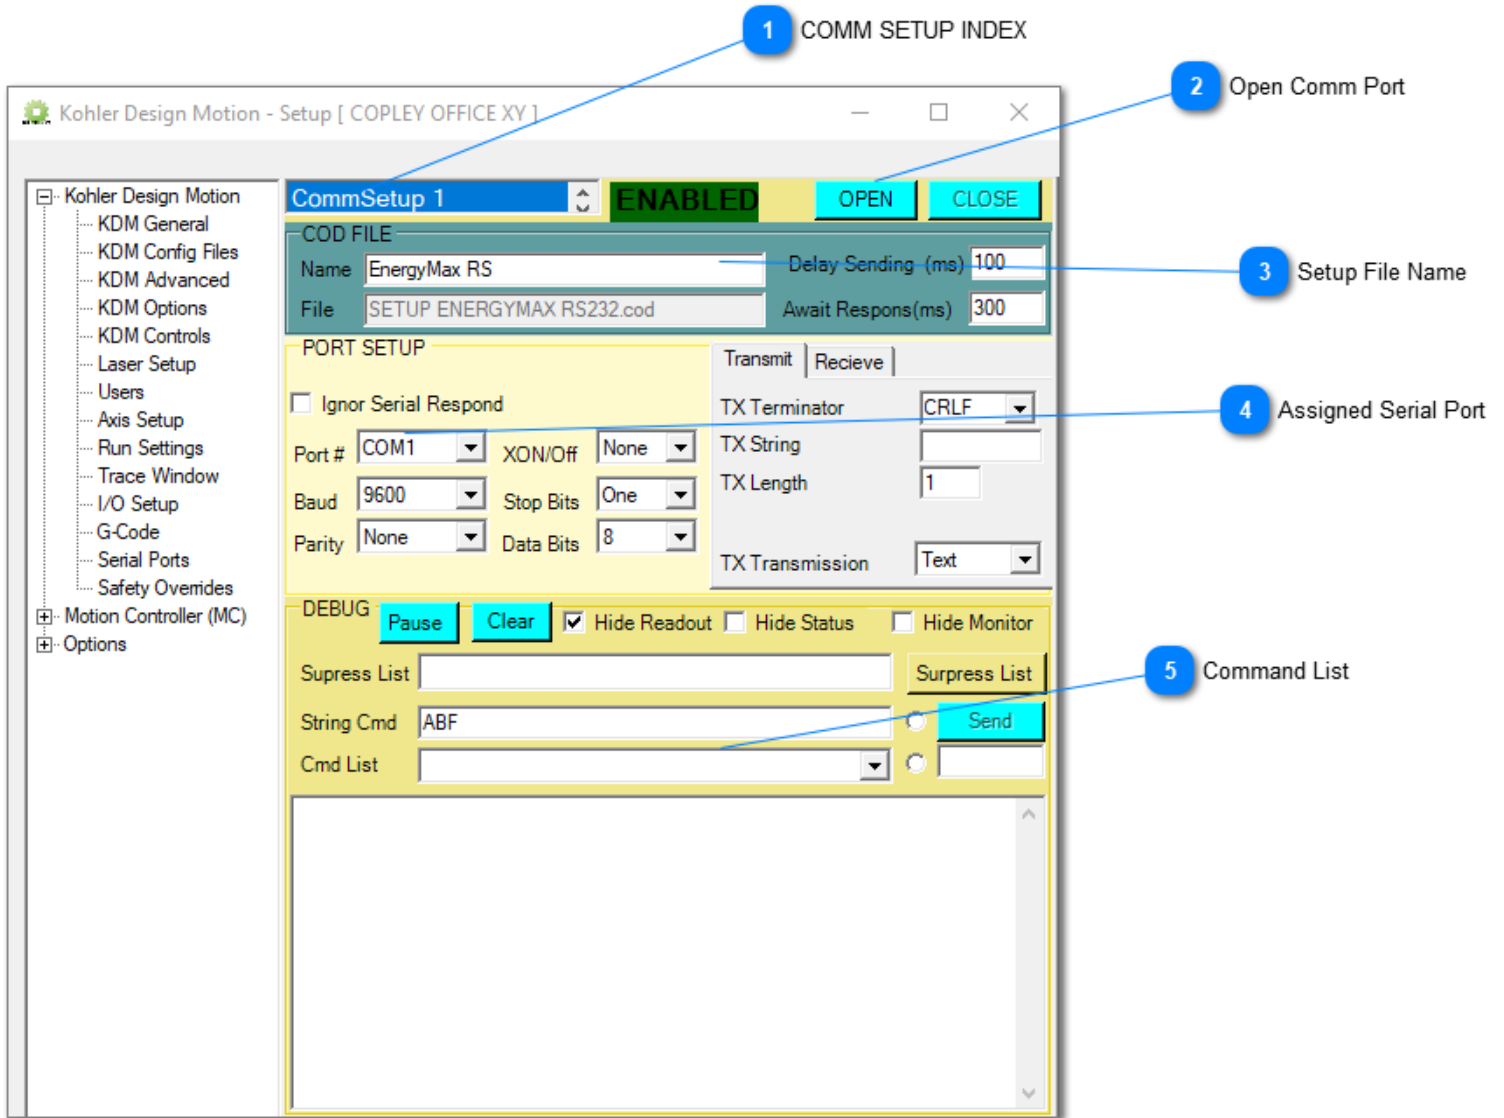 1 COMM SETUP INDEX
2 Open Comm Port
Kohler Design Motion - Setup [ COPLEY OFFICE XY ]
Kohler Design Motion
KDM General
KDM Config Files
KDM Advanced
KDM Options
KDM Controls
Laser Setup
Users
Axis Setup
Run Settings
Trace Window
I/O Setup
G-Code
Serial Ports
Safety Overrides
Motion Controller (MC)
Options
CommSetup 1 ENABLED OPEN CLOSE
COD FILE
Name EnergyMax RS Delay Sending (ms) 100
3 Setup File Name
File SETUP ENERGYMAX RS232.cod Await Respons(ms) 300
PORT SETUP
Ignor Serial Respond
Port # COM1 XON/Off None
Baud 9600 Stop Bits One
Parity None Data Bits 8
Transmit Recieve
TX Terminator CRLF
4 Assigned Serial Port
TX String
TX Length 1
TX Transmission Text
DEBUG Pause Clear Hide Readout Hide Status Hide Monitor
Supress List Surpress List
5 Command List
String Cmd ABF Send
Cmd List